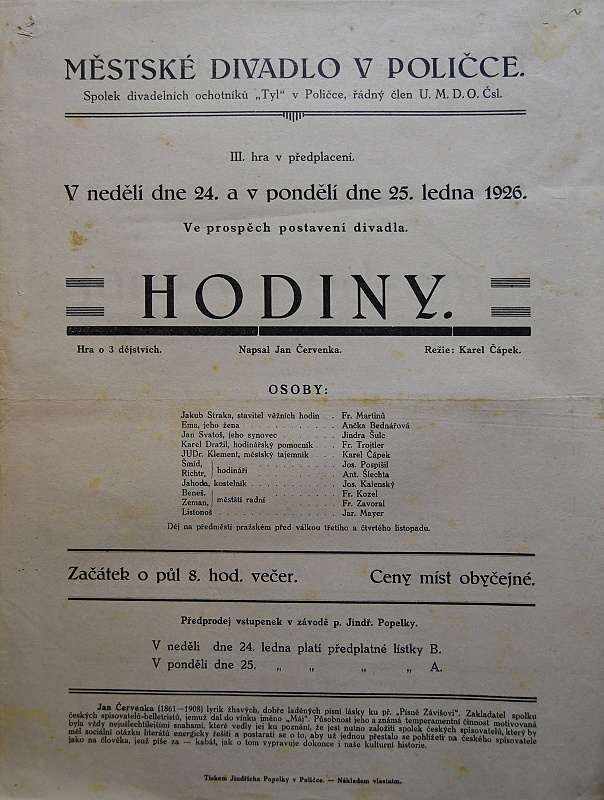 MĚSTSKÉ DIVADLO V POLIČCE.
Spolek divadelních ochotníků „Tyl“ v Poličce, řádný člen U. M. D. O. Čsl.
III. hra v předplacení.
V neděli dne 24. a v pondělí dne 25. ledna 1926.
Ve prospěch postavení divadla.
HODINY.
Hra o 3 dějstvích. Napsal Jan Červenka. Režie: Karel Čápek.
OSOBY:
Jakub Straka, stavitel věžních hodin . . Fr. Martinů
Ema, jeho žena . . . . . . . . . . Ančka Bednářová
Jan Svatoš, jeho synovec . . . . . . Jindra Šulc
Karel Dražil, hodinářský pomocník . . Fr. Trojtler
JUDr. Klement, městský tajemník . . . Karel Čápek
Šmíd, Jos. Pospíšil
hodináři . . . . . . . .
Richtr, Ant. Šlechta
Jahoda, kostelník . . . . . . . . . Jos. Kalenský
Beneš, Fr. Kozel
městští radní . . . . . .
Zeman, Fr. Zavoral
Listonoš . . . . . . . . . . . . Jar. Mayer
Děj na předměstí pražském před válkou třetího a čtvrtého listopadu.
Začátek o půl 8. hod. večer. Ceny míst obyčejné.
Předprodej vstupenek v závodě p. Jindř. Popelky.
V neděli dne 24. ledna platí předplatné lístky B.
V pondělí dne 25. „ „ „ „ A.
Jan Červenka (1861—1908) lyrik žhavých, dobře laděných písní lásky ku př. „Písně Závišovi“. Zakladatel spolku
českých spisovatelů-belletristů, jemuž dal do vínku jméno „Máj“. Působnost jeho a známá temperamentní činnost motivovaná
byla vždy nejušlechtilejšími snahami, které vedly jej ku poznání, že jest nutno založiti spolek českých spisovatelů, který by
měl sociální otázku literátů energicky řešiti a postarati se o to, aby už jednou přestalo se pohlížeti na českého spisovatele
jako na člověka, jenž píše za — kabát, jak o tom vypravuje dokonce i naše kulturní historie.
Tiskem Jindřicha Popelky v Poličce. — Nákladem vlastním.